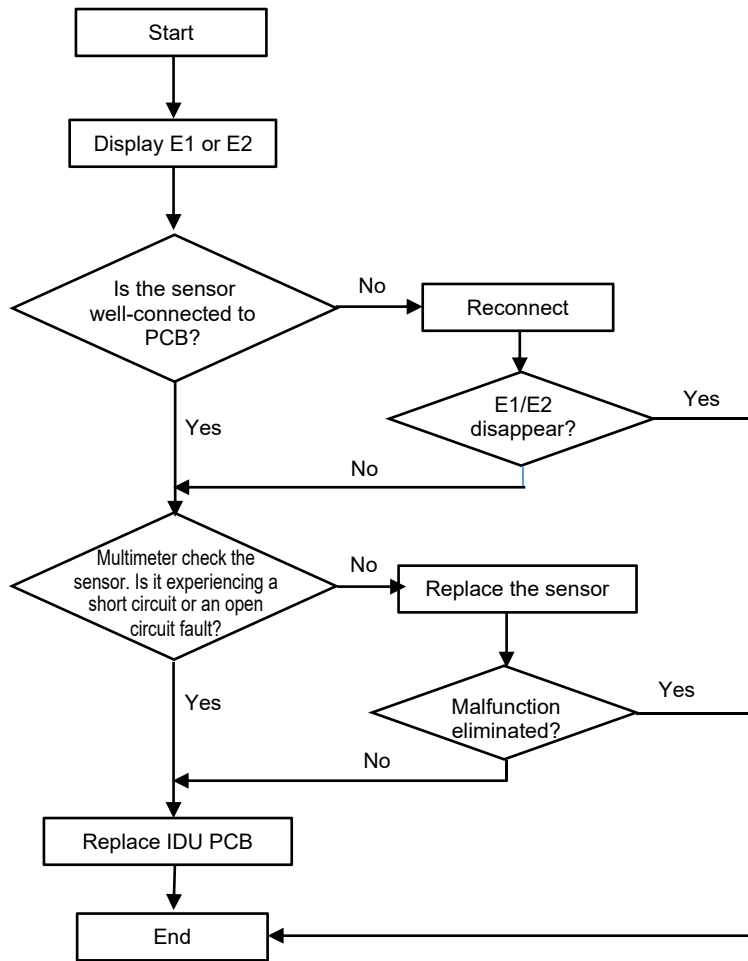 Start
Display E1 or E2
Is the sensor
well-connected to
PCB?
No
Reconnect
E1/E2
disappear?
Yes
Yes
No
Multimeter check the
sensor. Is it experiencing a
short circuit or an open
circuit fault?
No
Replace the sensor
Malfunction
eliminated?
Yes
Yes
No
Replace IDU PCB
End